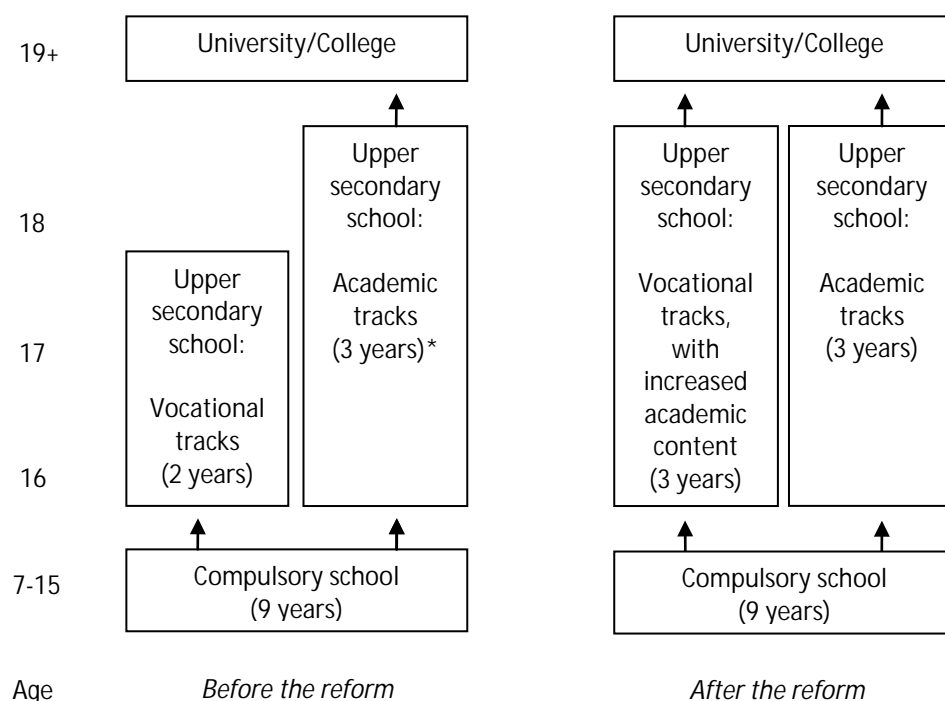 19+
University/College
University/College
18
17
16
Upper
secondary
school:
Vocational
tracks
(2 years)
Upper
secondary
school:
Academic
tracks
(3 years)*
Upper
secondary
school:
Vocational
tracks,
with
increased
academic
content
(3 years)
Upper
secondary
school:
Academic
tracks
(3 years)
7-15
Compulsory school
(9 years)
Compulsory school
(9 years)
Age
Before the reform
After the reform